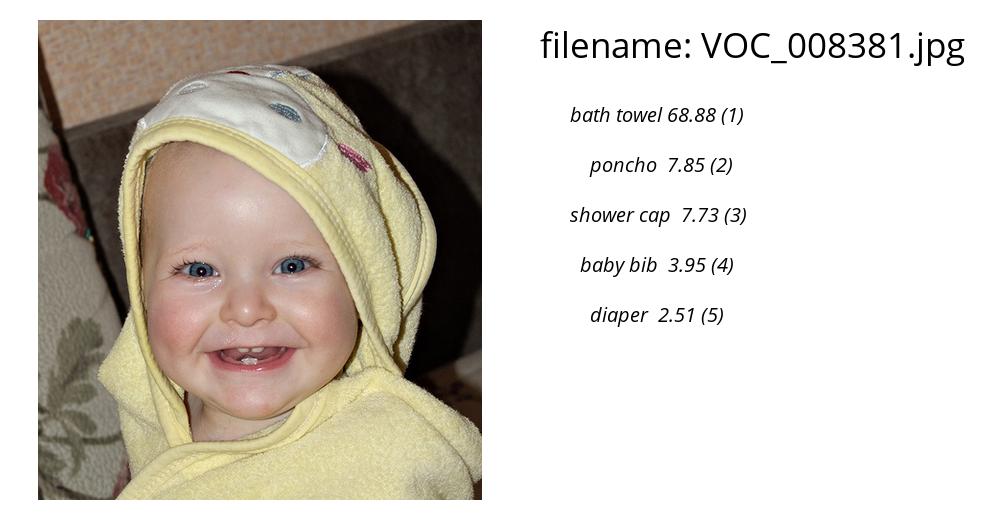 filename: VOC_008381.jpg
bath towel 68.88 (1)
poncho 7.85 (2)
shower cap 7.73 (3)
baby bib 3.95 (4)
diaper 2.51 (5)